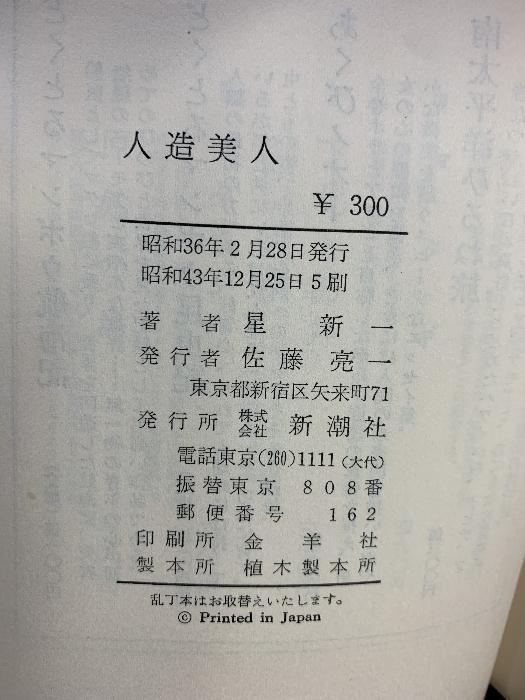 人造美人
¥ 300
昭和36年2月28日発行
昭和43年12月25日5刷
著者 星新一
発行者 佐藤亮一
東京都新宿区矢来町71
発行所 株式会社 新潮社
電話東京(260)1111(大代)
振替東京 808番
郵便番号 162
印刷所 金羊社
製本所 植木製本所
乱丁本はお取替えいたします。
© Printed in Japan